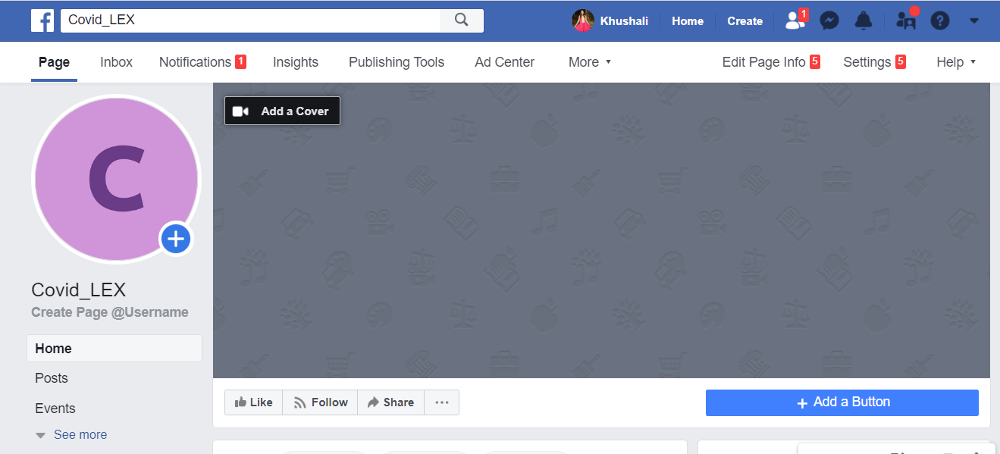 f Covid_LEX Khushali Home Create 1
Page Inbox Notifications 1 Insights Publishing Tools Ad Center More Edit Page Info 5 Settings 5 Help
Add a Cover
C
Covid_LEX
Create Page @Username
Home
Posts
Events
See more
Like Follow Share ...
+ Add a Button